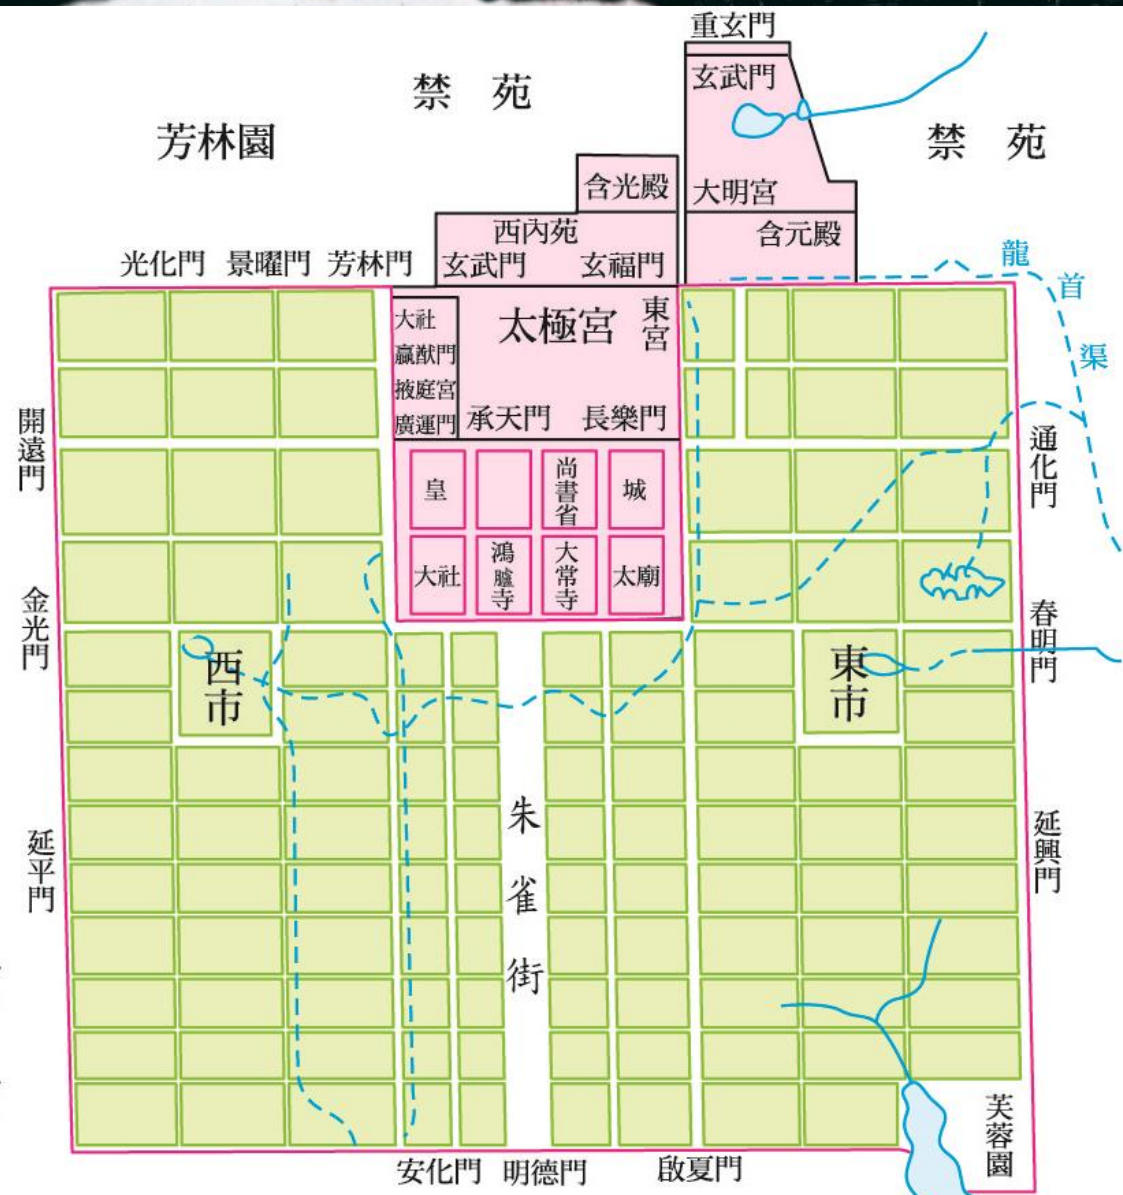 重玄門
玄武門
禁苑
芳林園
禁苑
含光殿
大明宮
西內苑
含元殿
光化門 景曜門 芳林門 玄武門 玄福門
龍首渠
大社
太極宮
東宮
贏猷門
掖庭宮
廣運門
承天門 長樂門
開遠門
通化門
皇
尚書省
城
大社
鴻臚寺
大常寺
太廟
金光門
春明門
西市
東市
朱雀街
延平門
延興門
芙蓉園
安化門 明德門 啟夏門